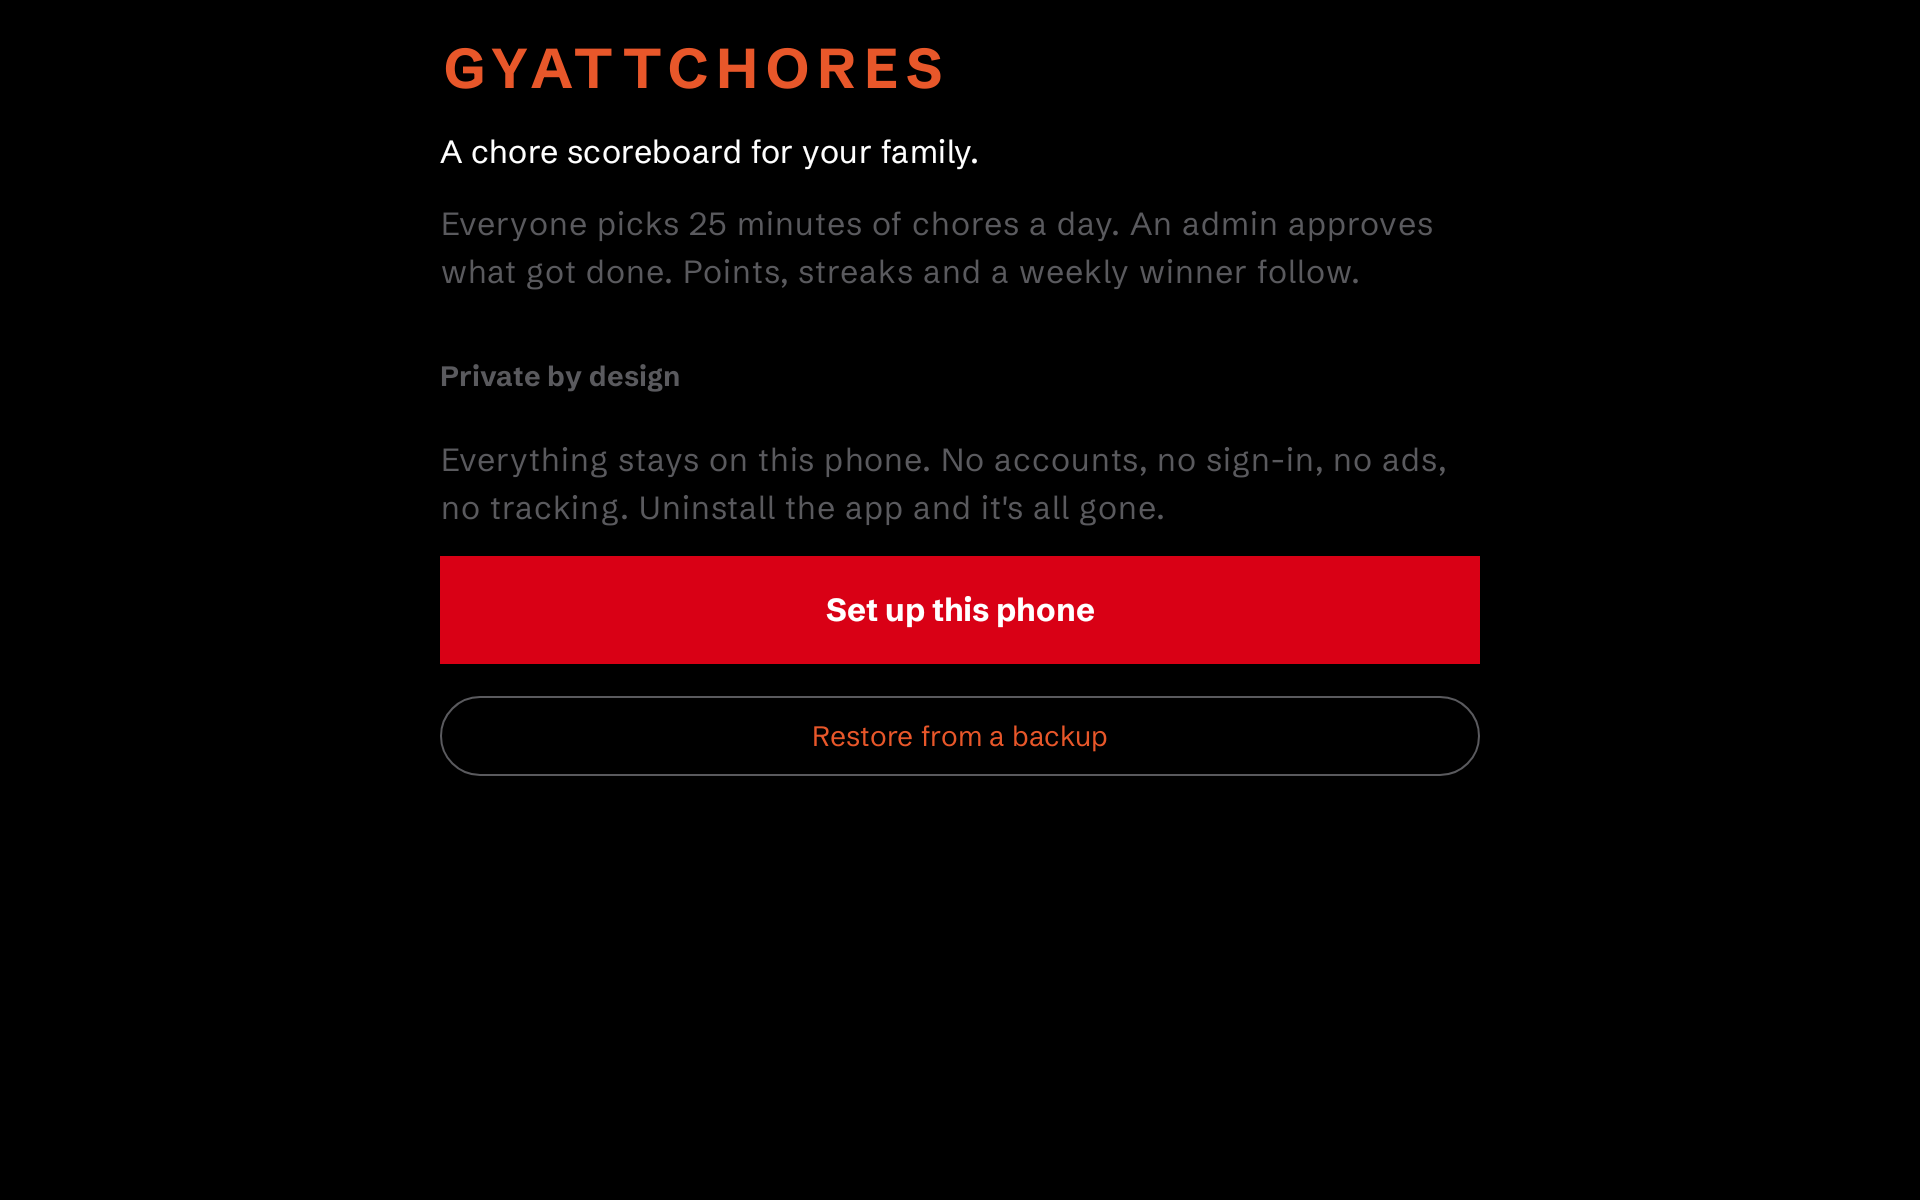 GYATTCHORES
A chore scoreboard for your family.
Everyone picks 25 minutes of chores a day. An admin approves
what got done. Points, streaks and a weekly winner follow.
Private by design
Everything stays on this phone. No accounts, no sign-in, no ads,
no tracking. Uninstall the app and it's all gone.
Set up this phone
Restore from a backup